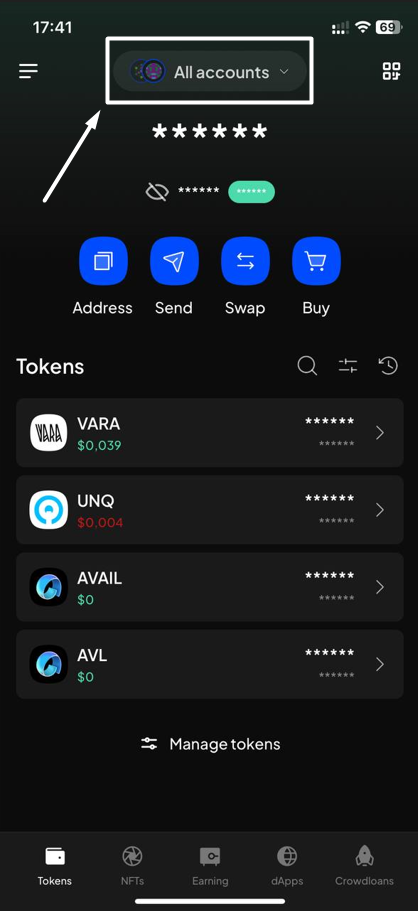 17:41
69
All accounts
******
****** ******
Address Send Swap Buy
Tokens
VARA
VARA ******
$0,039 ******
UNQ ******
$0,004 ******
AVAIL ******
$0 ******
AVL ******
$0 ******
Manage tokens
Tokens NFTs Earning dApps Crowdloans